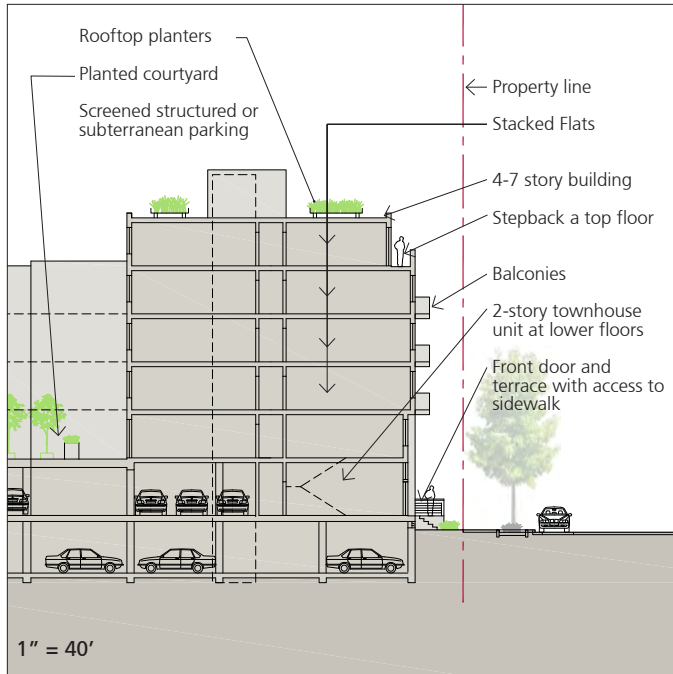 Rooftop planters
Planted courtyard
Screened structured or
subterranean parking
Property line
Stacked Flats
4-7 story building
Stepback a top floor
Balconies
2-story townhouse
unit at lower floors
Front door and
terrace with access to
sidewalk
1” = 40’